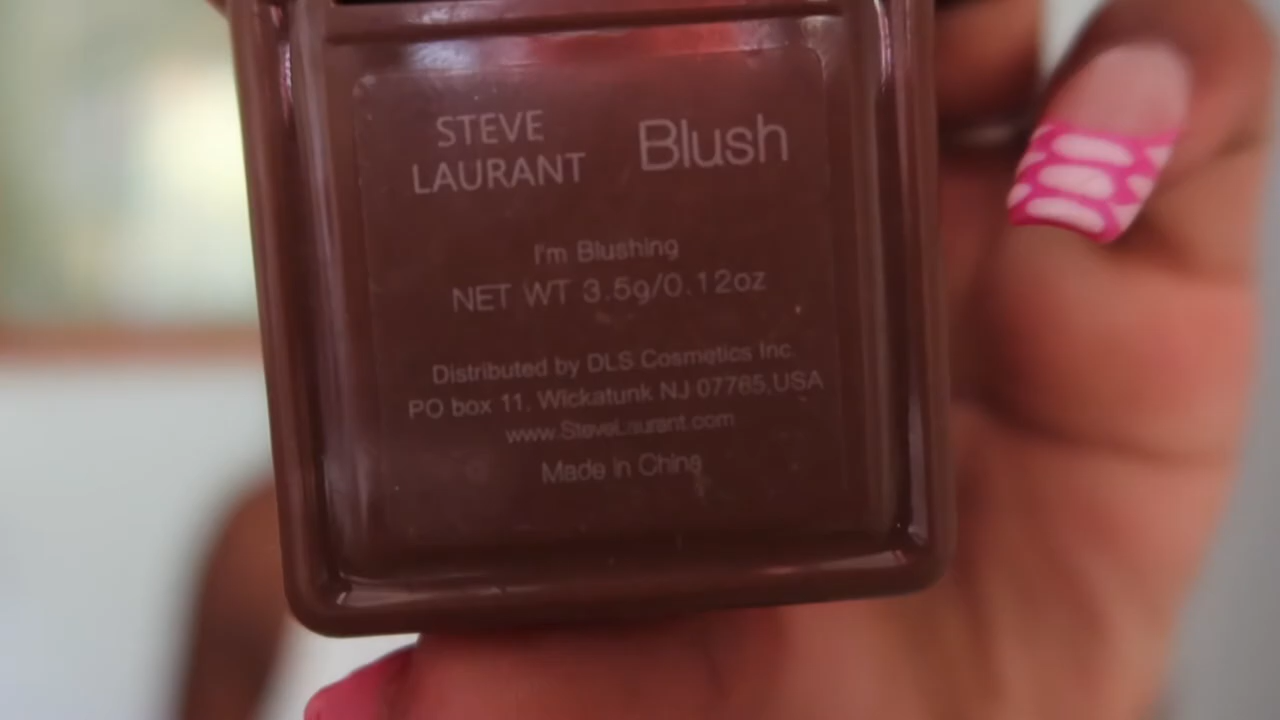 STEVE
LAURANT
Blush
I'm Blushing
NET WT 3.5g/0.12oz
Distributed by DLS Cosmetics Inc.
PO box 11, Wickatunk NJ 07765,USA
www.SteveLaurant.com
Made in China